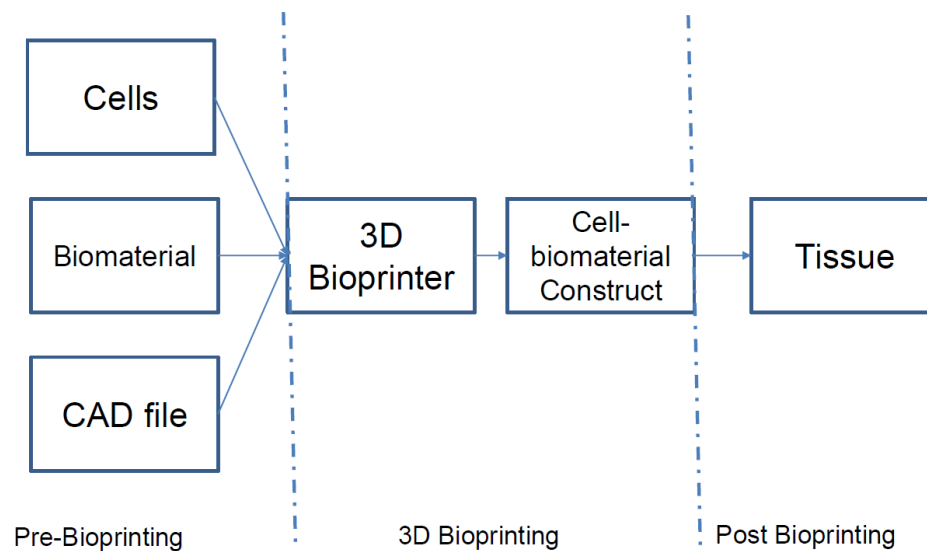 Cells
Biomaterial
CAD file
3D
Bioprinter
Cell-
biomaterial
Construct
Tissue
Pre-Bioprinting
3D Bioprinting
Post Bioprinting